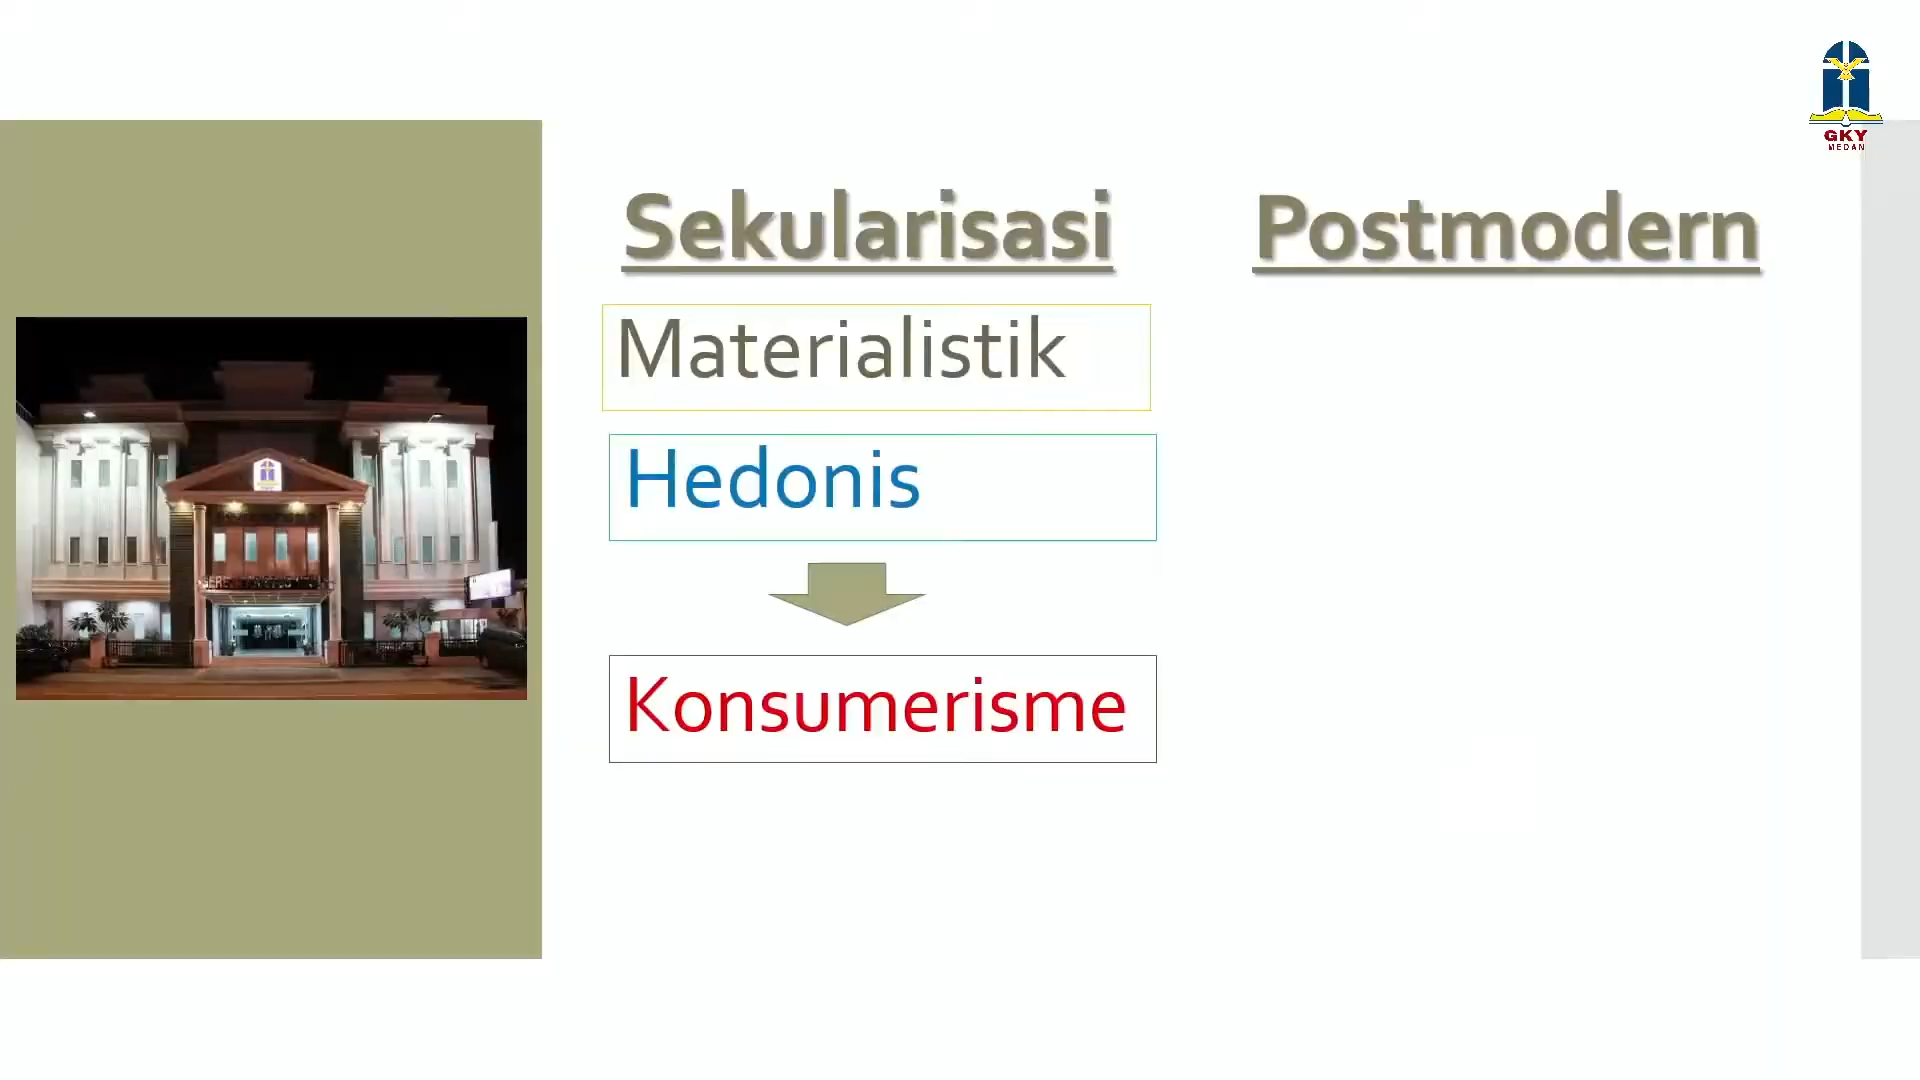 GKY
MEDAN
Sekularisasi
Postmodern
Materialistik
Hedonis
Konsumerisme